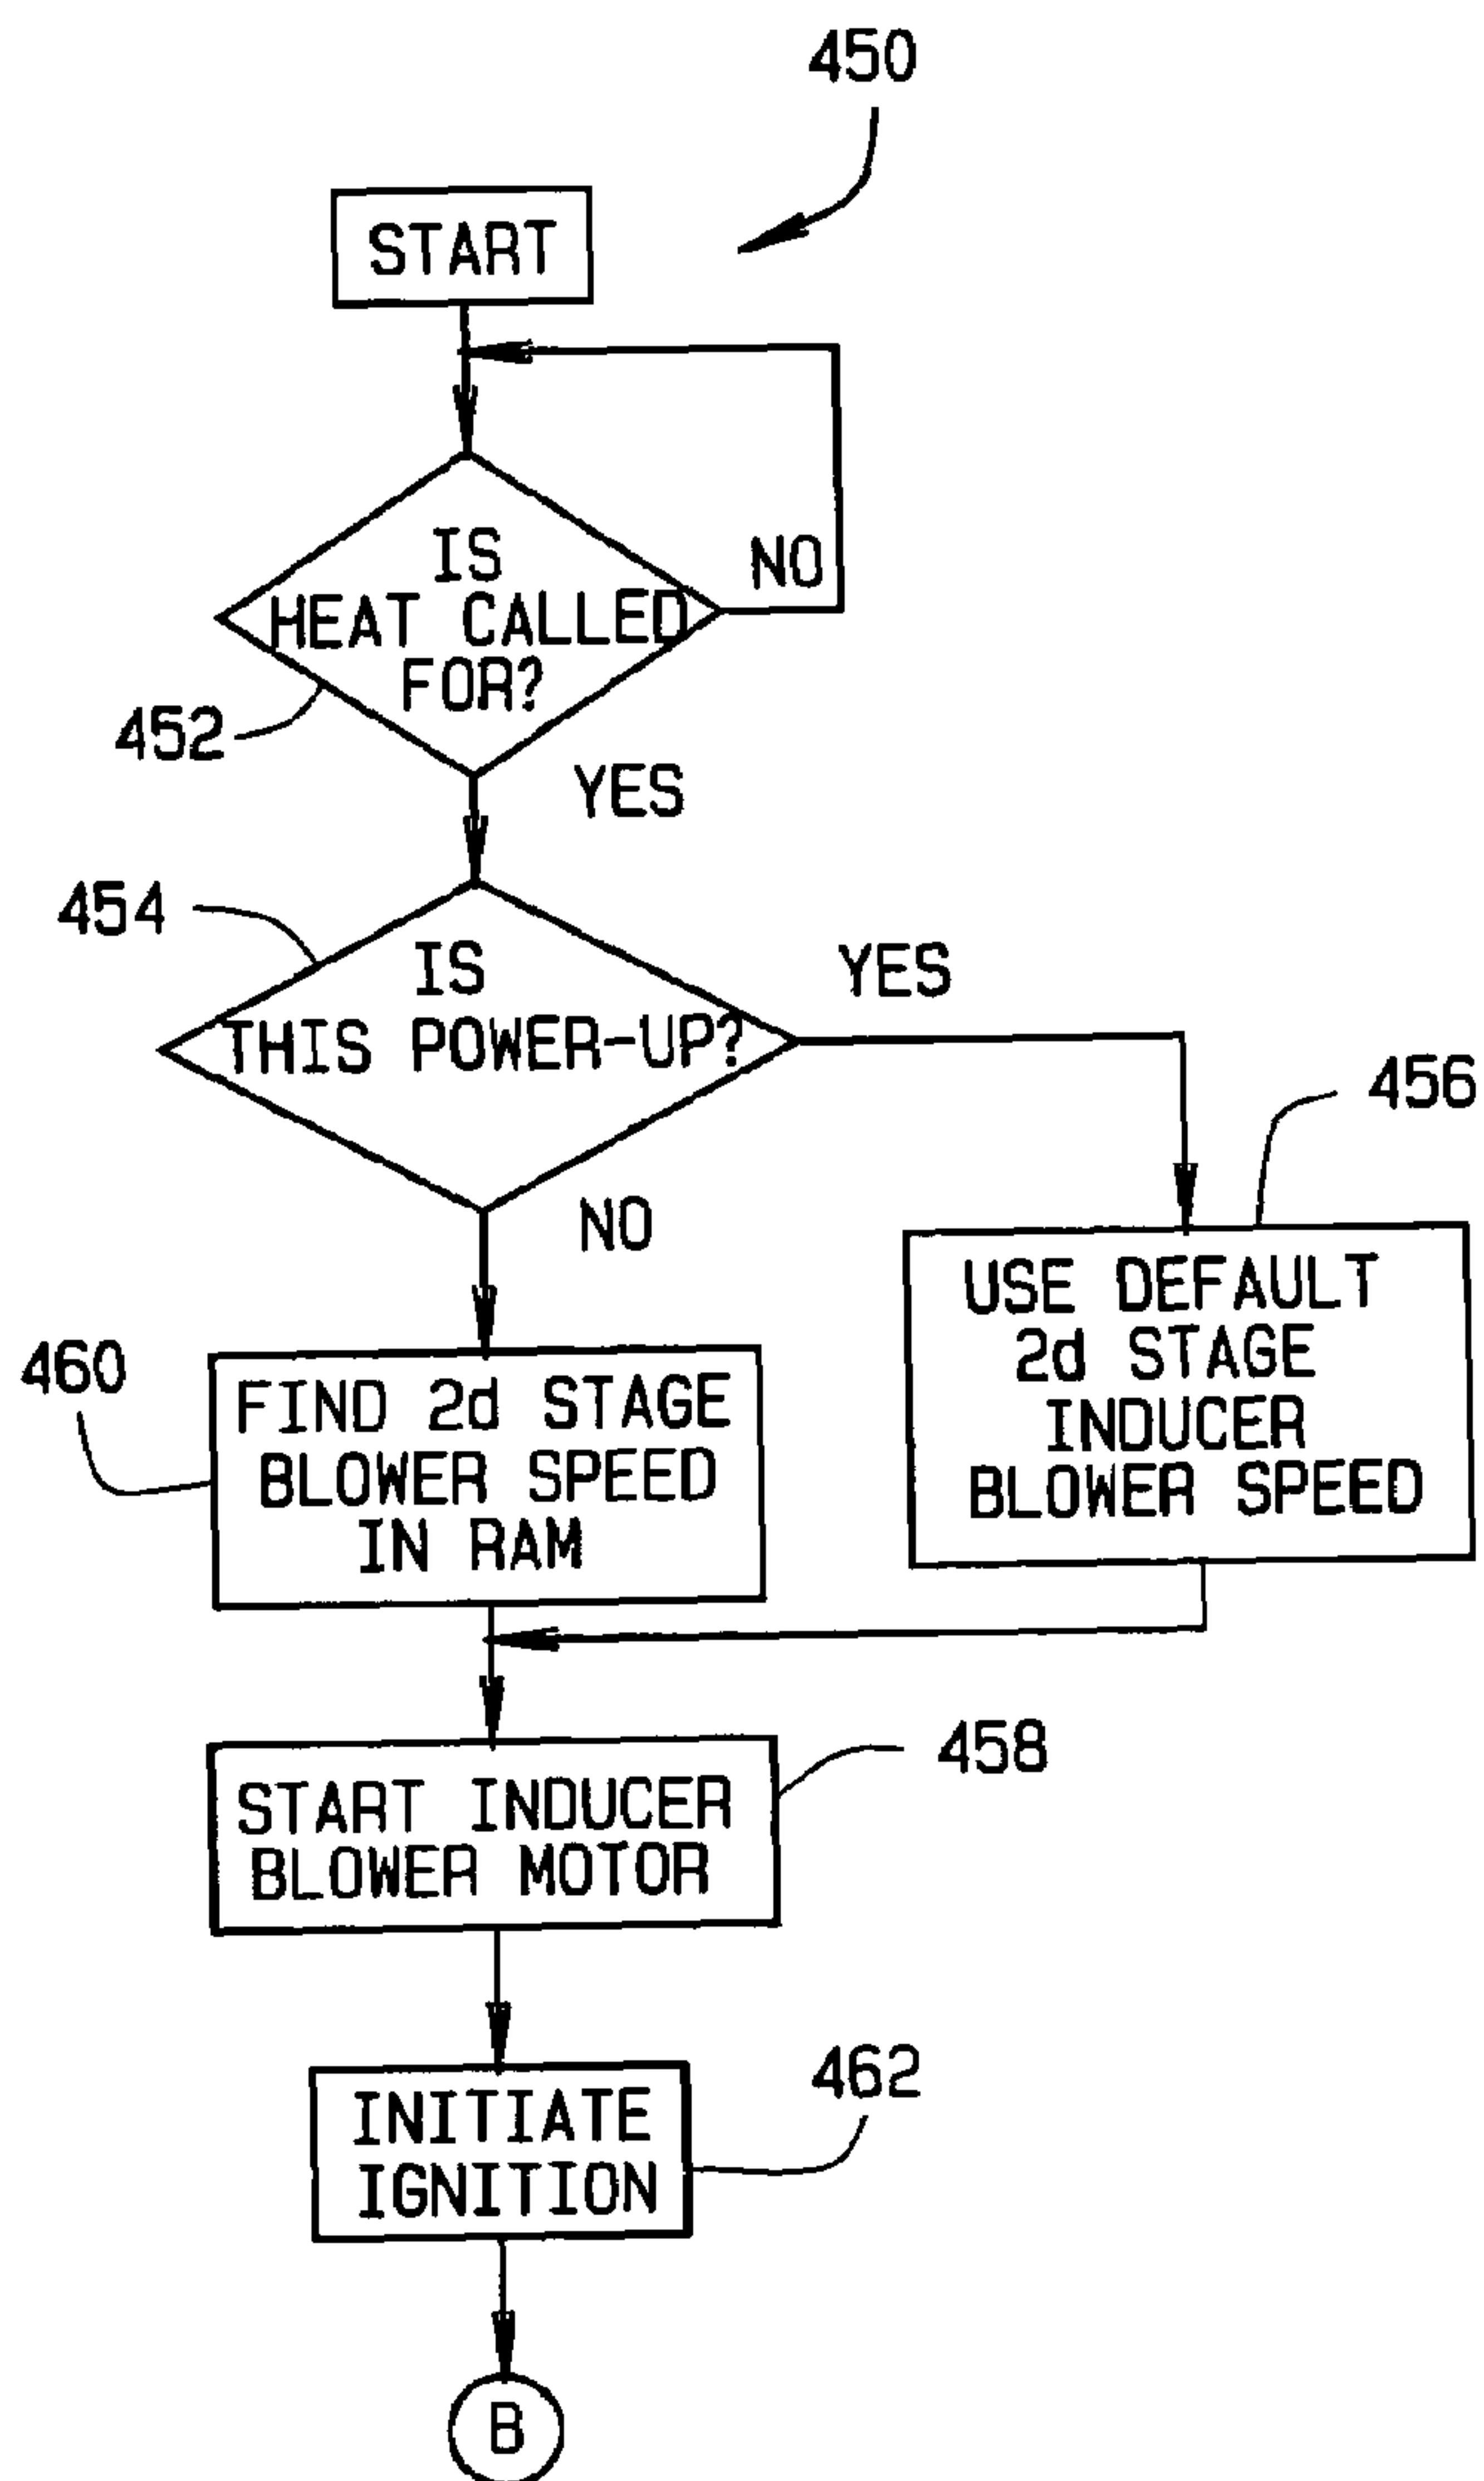 450
START
IS
HEAT CALLED
FOR?
NO
452
YES
454
IS
THIS POWER-UP?
YES
456
NO
USE DEFAULT
2d STAGE
INDUCER
BLOWER SPEED
460
FIND 2d STAGE
BLOWER SPEED
IN RAM
458
START INDUCER
BLOWER MOTOR
462
INITIATE
IGNITION
B